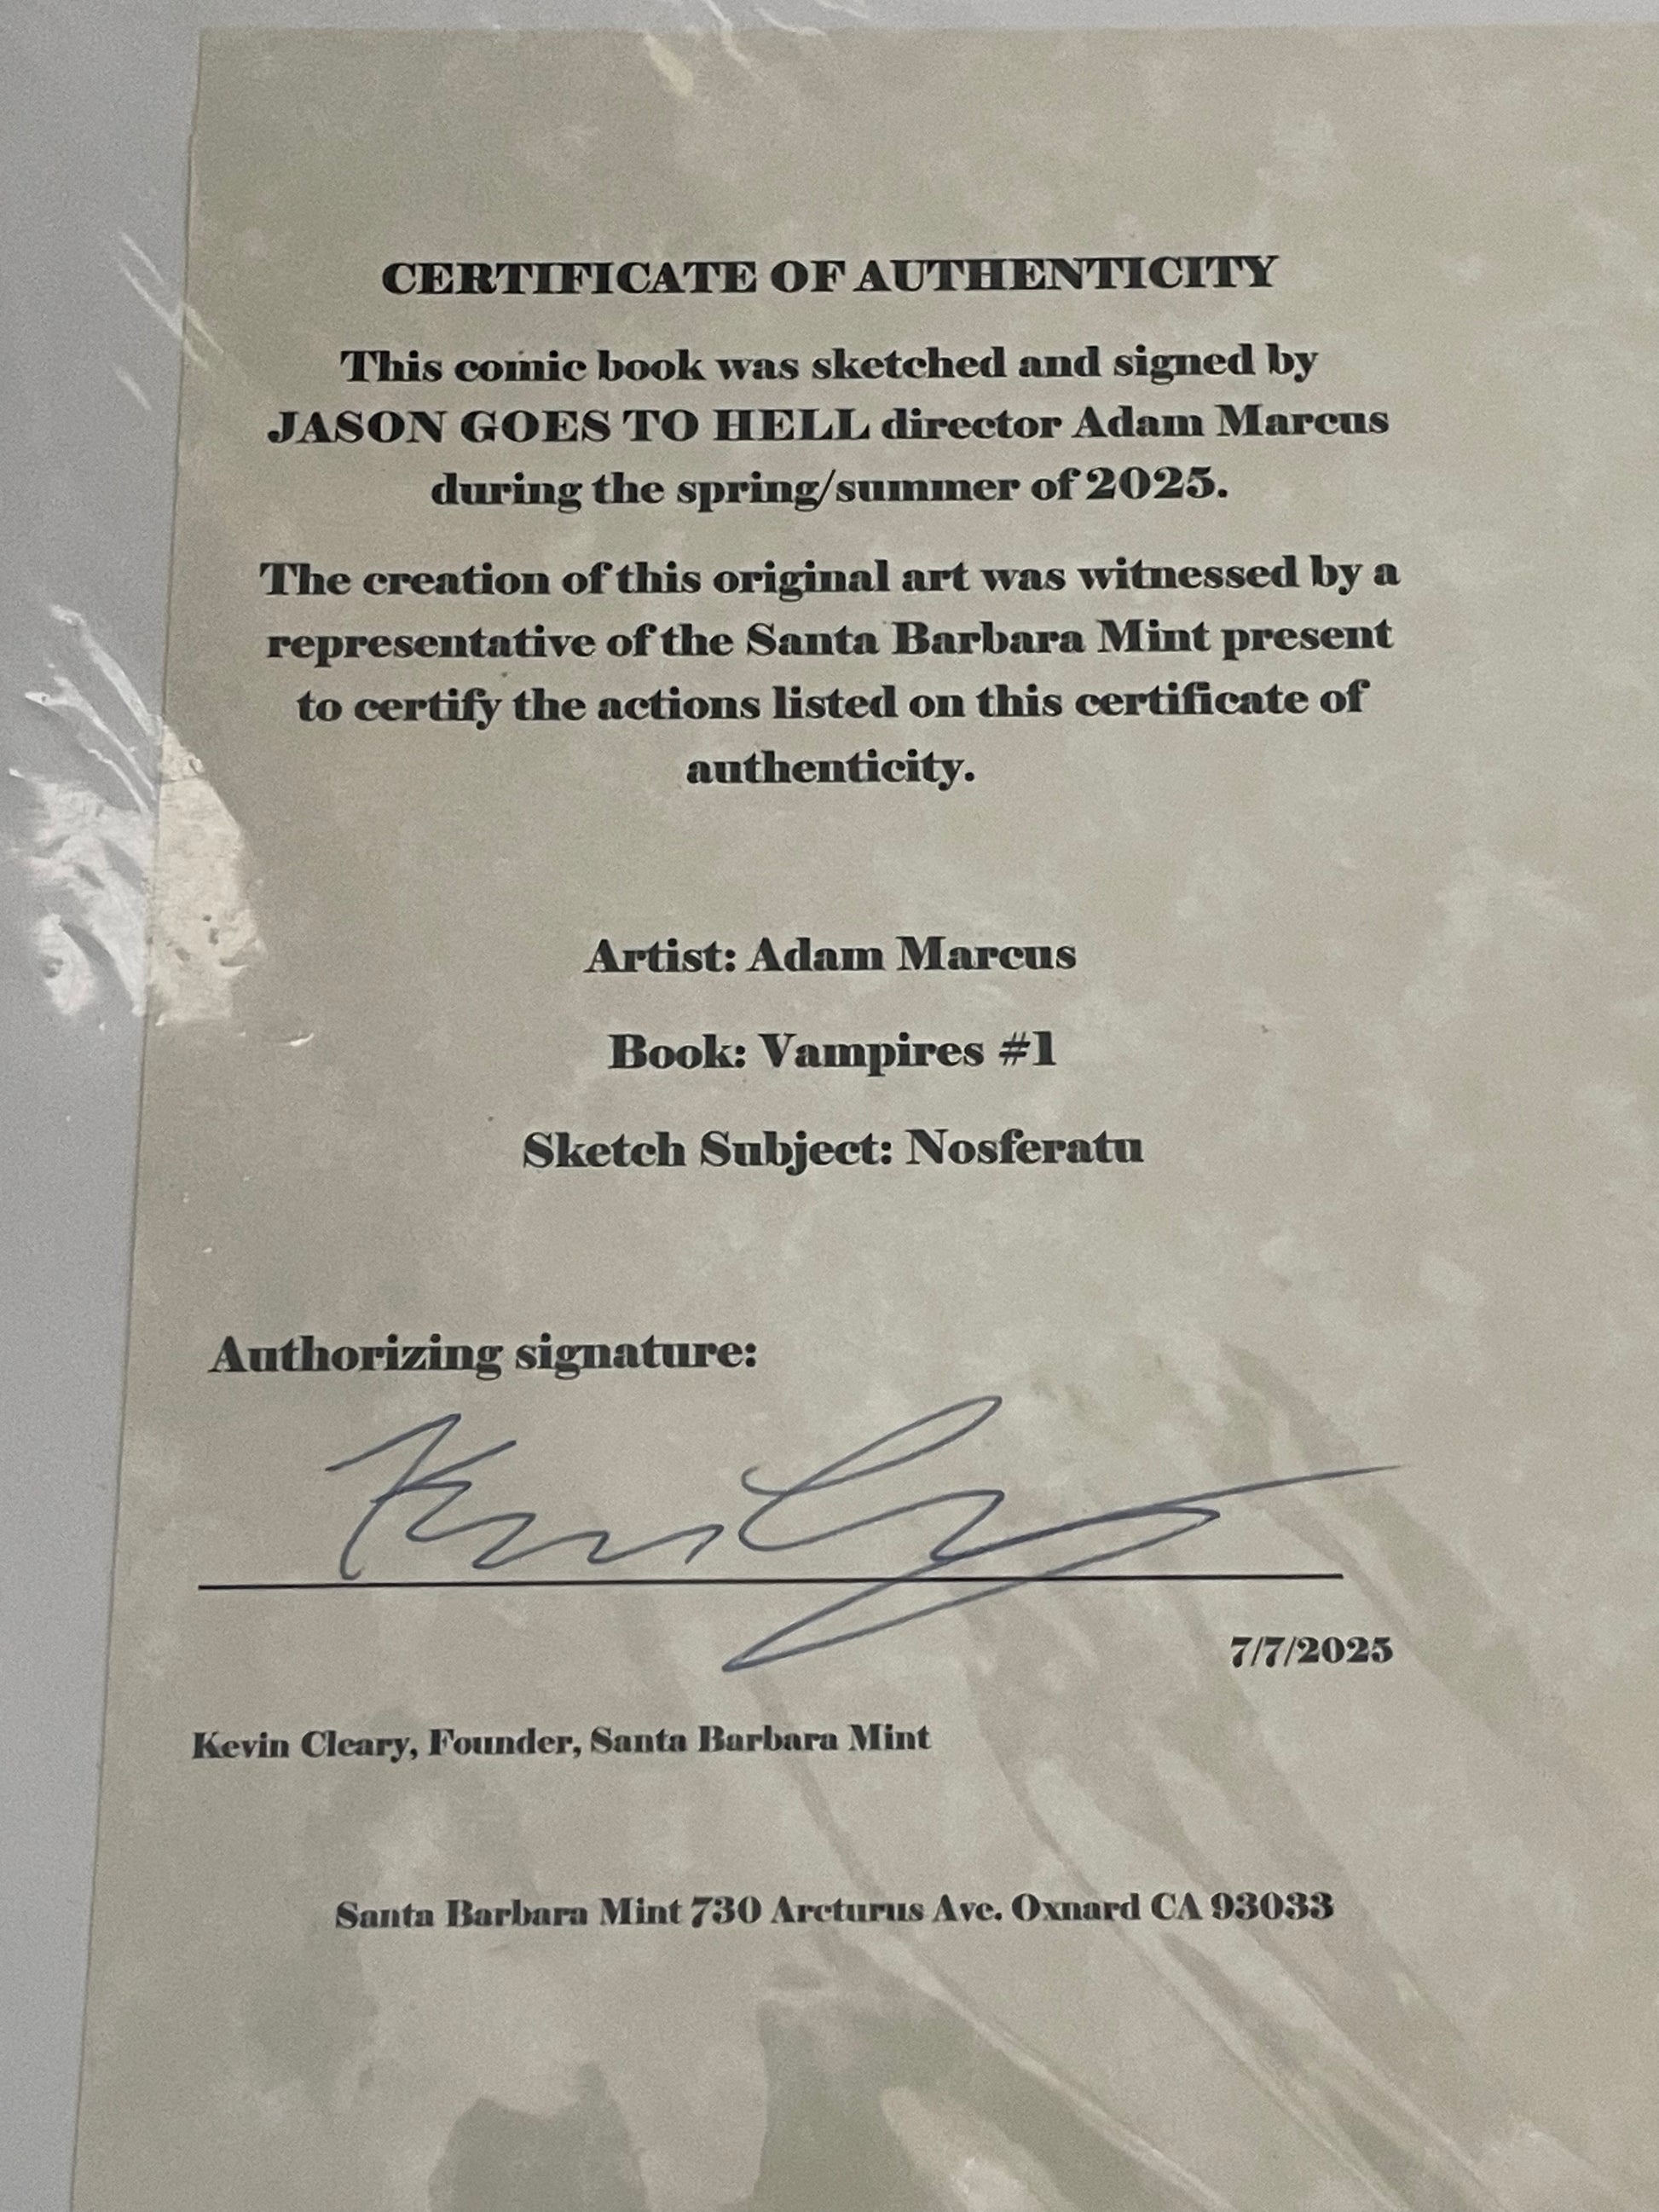 CERTIFICATE OF AUTHENTICITY
This comic book was sketched and signed by
JASON GOES TO HELL director Adam Marcus
during the spring/summer of 2025.
The creation of this original art was witnessed by a
representative of the Santa Barbara Mint present
to certify the actions listed on this certificate of
authenticity.
Artist: Adam Marcus
Book: Vampires #1
Sketch Subject: Nosferatu
Authorizing signature:
7/7/2025
Kevin Cleary, Founder, Santa Barbara Mint
Santa Barbara Mint 730 Arcturus Ave. Oxnard CA 93033